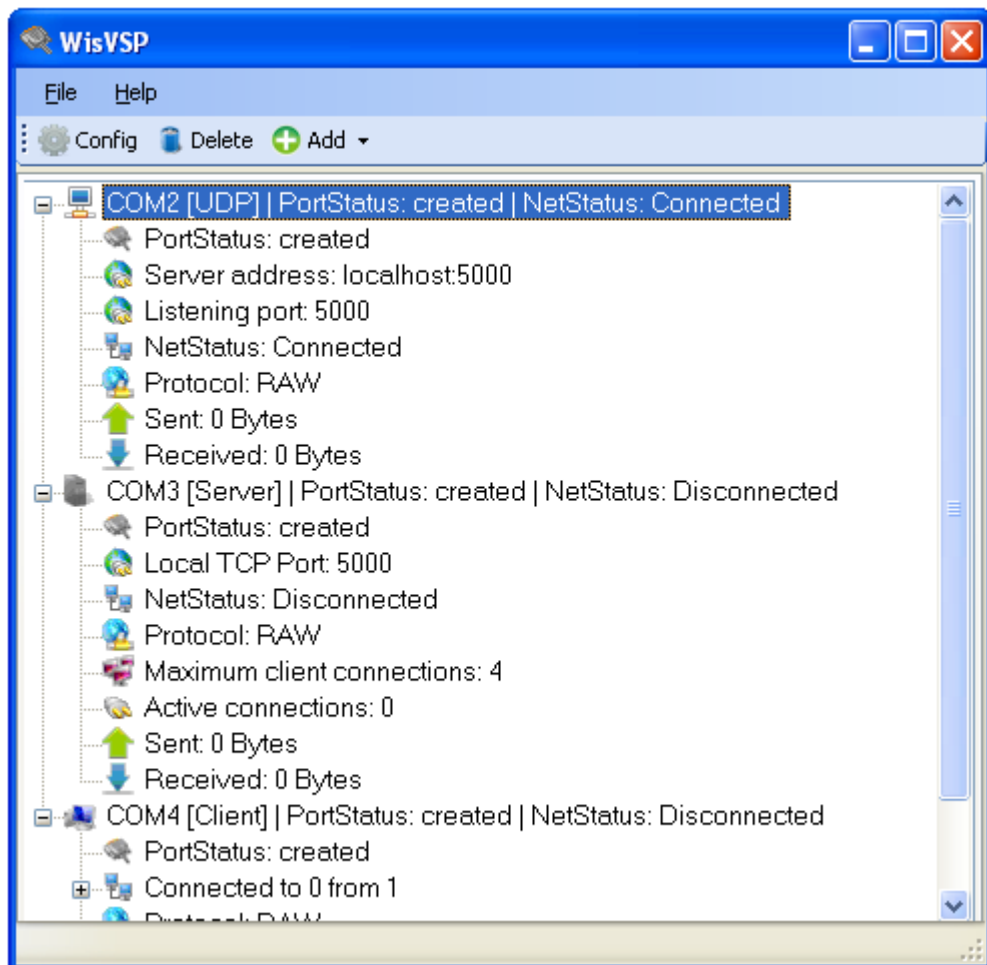 WisVSP
File Help
Config Delete Add
COM2 [UDP] | PortStatus: created | NetStatus: Connected
PortStatus: created
Server address: localhost:5000
Listening port: 5000
NetStatus: Connected
Protocol: RAW
Sent: 0 Bytes
Received: 0 Bytes
COM3 [Server] | PortStatus: created | NetStatus: Disconnected
PortStatus: created
Local TCP Port: 5000
NetStatus: Disconnected
Protocol: RAW
Maximum client connections: 4
Active connections: 0
Sent: 0 Bytes
Received: 0 Bytes
COM4 [Client] | PortStatus: created | NetStatus: Disconnected
PortStatus: created
Connected to 0 from 1
Protocol: RAW